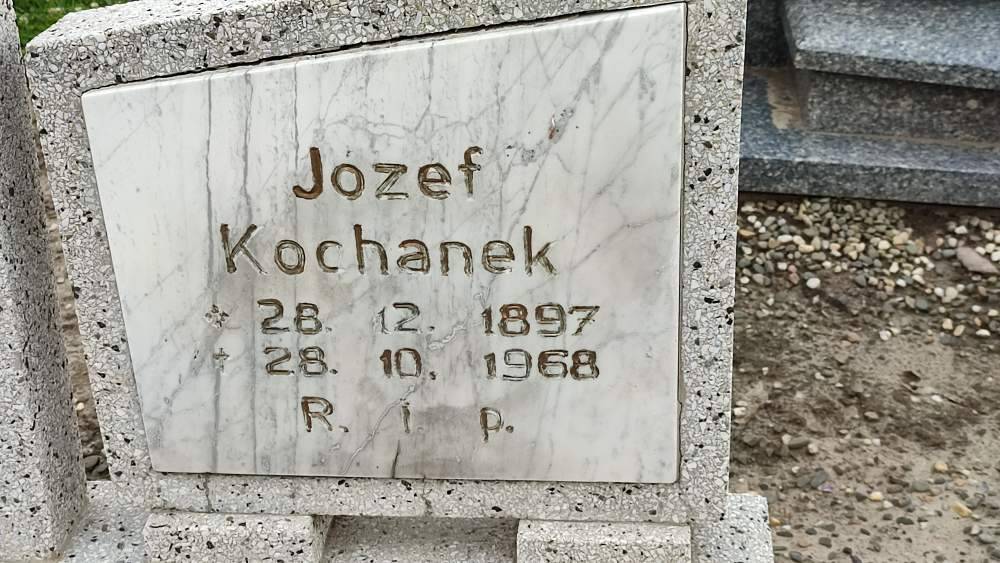 Jozef
Kochanek
* 28. 12. 1897
+ 28. 10. 1968
R. I. p.